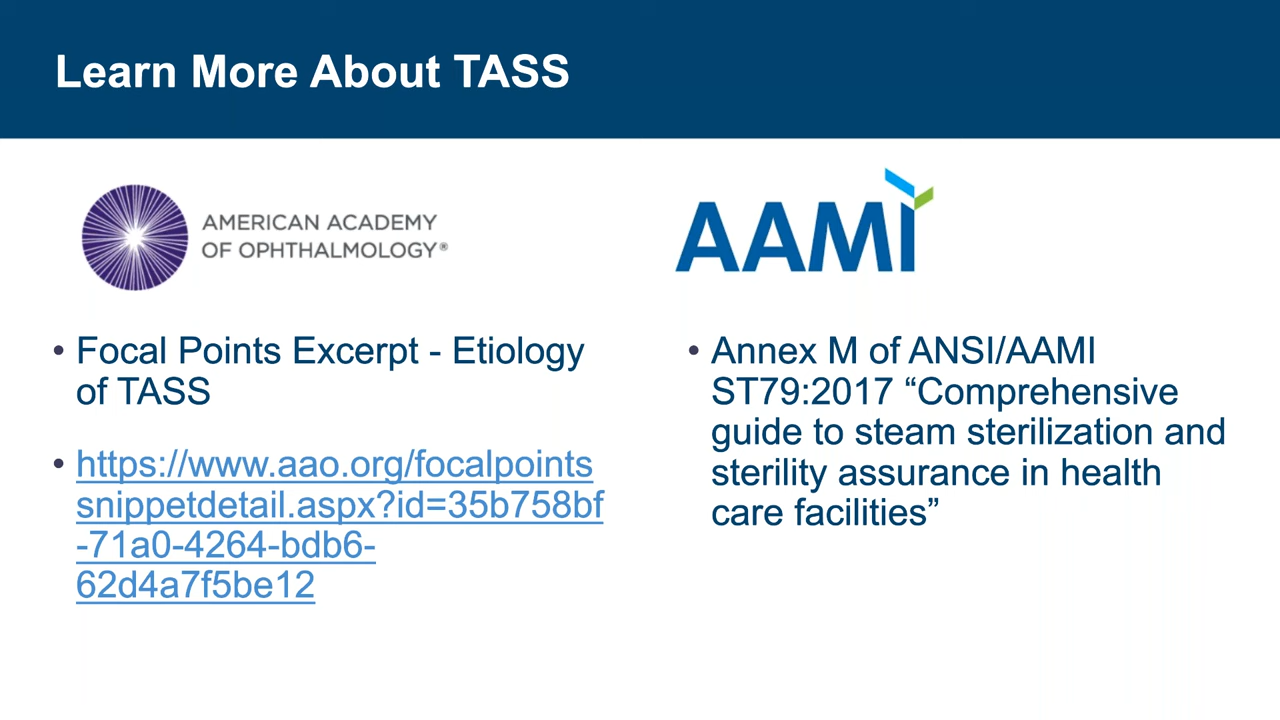 Learn More About TASS
AMERICAN ACADEMY
OF OPHTHALMOLOGY®
• Focal Points Excerpt - Etiology
of TASS
• https://www.aao.org/focalpoints
snippetdetail.aspx?id=35b758bf
-71a0-4264-bdb6-
62d4a7f5be12
AAMI
• Annex M of ANSI/AAMI
ST79:2017 “Comprehensive
guide to steam sterilization and
sterility assurance in health
care facilities”